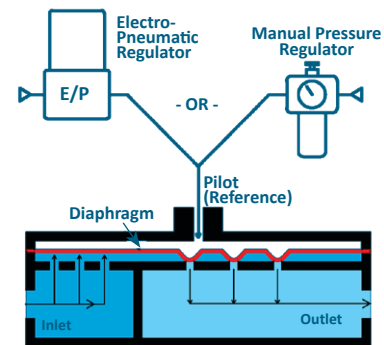 Electro-
Pneumatic
Regulator
Manual Pressure
Regulator
E/P
- OR -
Pilot
(Reference)
Diaphragm
Inlet
Outlet